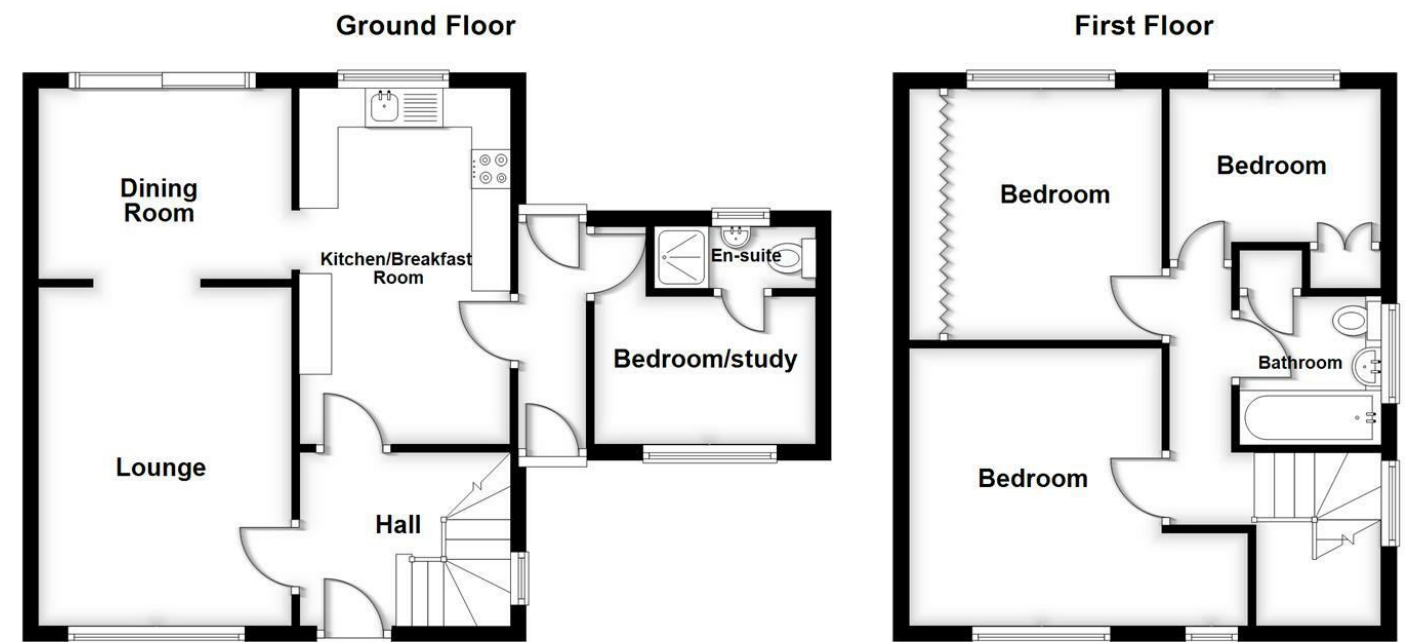 Ground Floor
First Floor
Dining
Room
Kitchen/Breakfast
Room
En-suite
Bedroom/study
Lounge
Hall
Bedroom
Bedroom
Bathroom
Bedroom